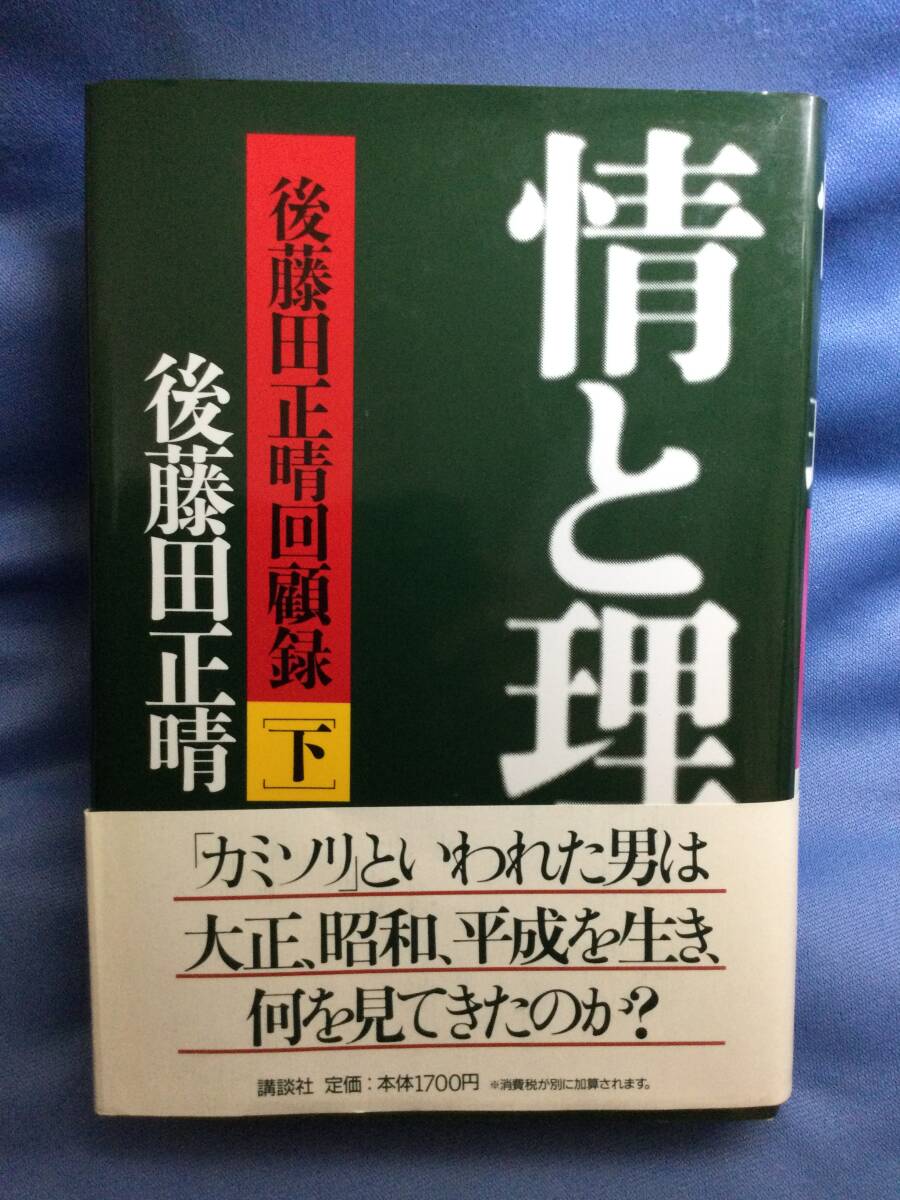 情と理
後藤田正晴回顧録
[下]
後藤田正晴
「カミソリ」といわれた男は
大正、昭和、平成を生き、
何を見てきたのか?
講談社 定価:本体1700円 ※消費税が別に加算されます。